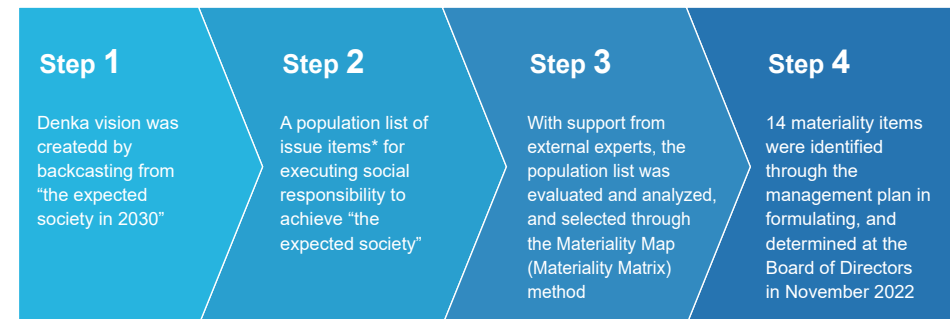 Step 1
Denka vision was
createdd by
backcasting from
“the expected
society in 2030”
Step 2
A population list of
issue items* for
executing social
responsibility to
achieve “the
expected society”
Step 3
With support from
external experts, the
population list was
evaluated and analyzed,
and selected through
the Materiality Map
(Materiality Matrix)
method
Step 4
14 materiality items
were identified
through the
management plan in
formulating, and
determined at the
Board of Directors
in November 2022